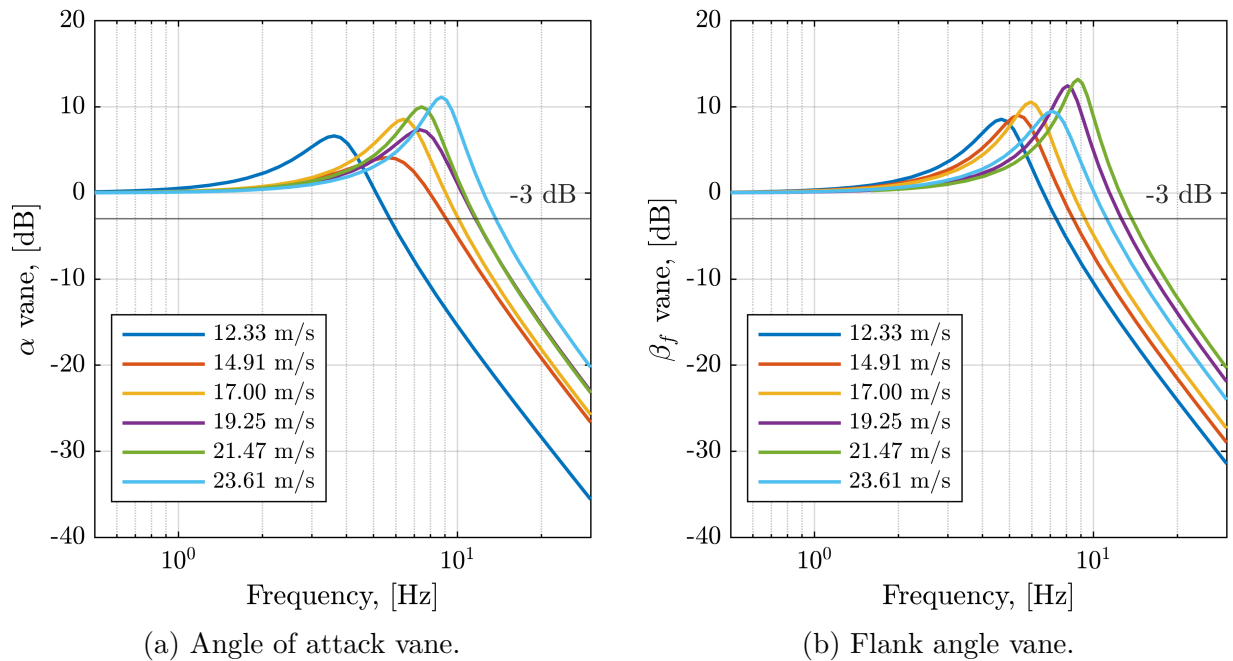 20
10
0
-10
-20
-30
-40
α vane, [dB]
-3 dB
12.33 m/s
14.91 m/s
17.00 m/s
19.25 m/s
21.47 m/s
23.61 m/s
10⁰
10¹
Frequency, [Hz]
(a) Angle of attack vane.
20
10
0
-10
-20
-30
-40
β_f vane, [dB]
-3 dB
12.33 m/s
14.91 m/s
17.00 m/s
19.25 m/s
21.47 m/s
23.61 m/s
10⁰
10¹
Frequency, [Hz]
(b) Flank angle vane.